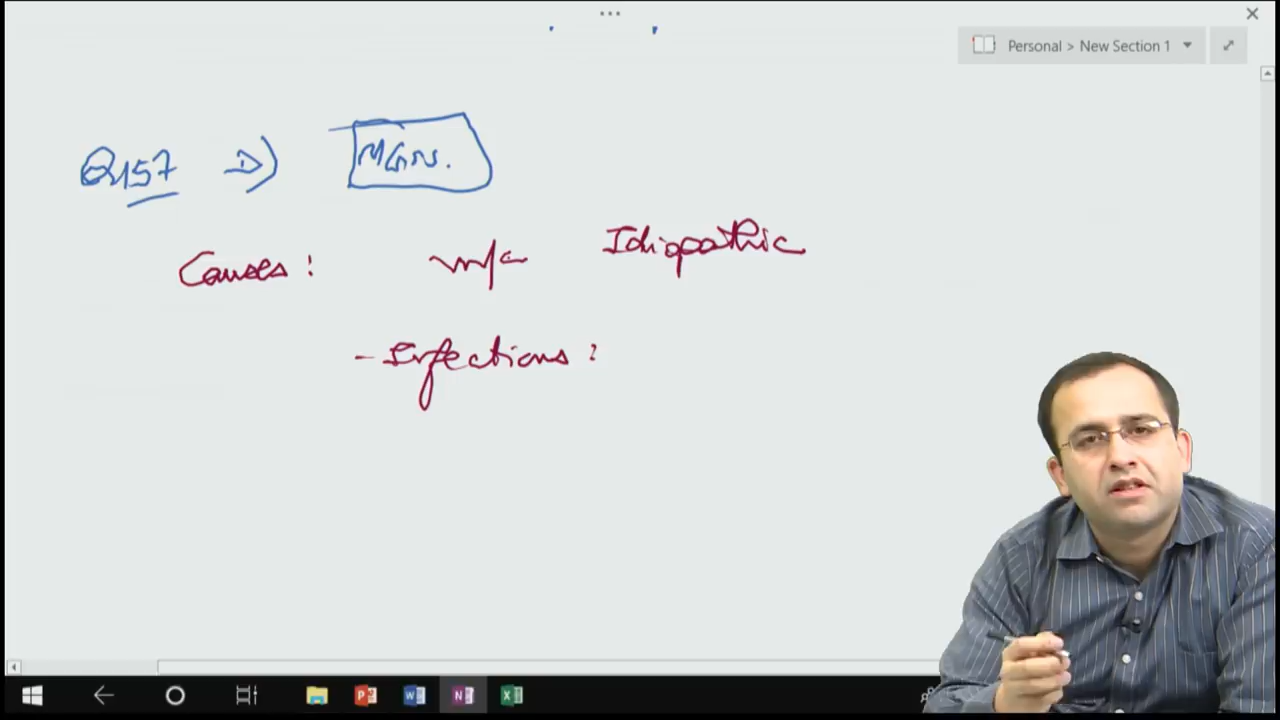 Personal > New Section 1
Q157 ⇒ MGN.
Causes : m/c Idiopathic
- Infections :